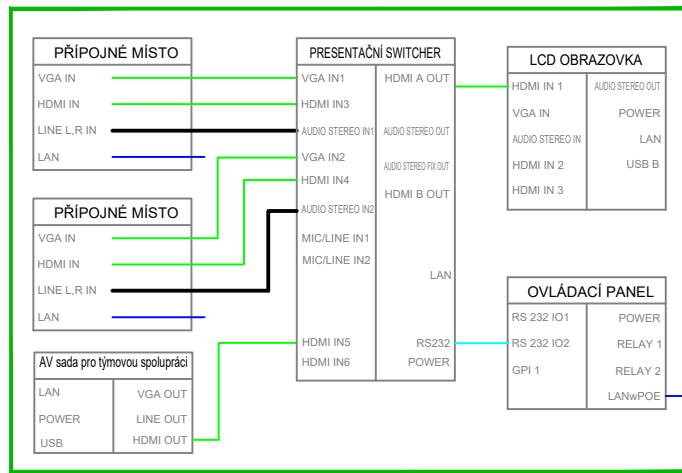 PŘÍPOJNÉ MÍSTO
VGA IN
HDMI IN
LINE L,R IN
LAN
PŘÍPOJNÉ MÍSTO
VGA IN
HDMI IN
LINE L,R IN
LAN
AV sada pro týmovou spolupráci
LAN VGA OUT
POWER LINE OUT
USB HDMI OUT
PRESENTAČNÍ SWITCHER
VGA IN1 HDMI A OUT
HDMI IN3
AUDIO STEREO IN1 AUDIO STEREO OUT
VGA IN2
AUDIO STEREO FIX OUT
HDMI IN4
HDMI B OUT
AUDIO STEREO IN2
MIC/LINE IN1
MIC/LINE IN2
LAN
HDMI IN5 RS232
HDMI IN6 POWER
LCD OBRAZOVKA
HDMI IN 1 AUDIO STEREO OUT
VGA IN POWER
AUDIO STEREO IN LAN
HDMI IN 2 USB B
HDMI IN 3
OVLÁDACÍ PANEL
RS 232 IO1 POWER
RS 232 IO2 RELAY 1
GPI 1 RELAY 2
LANwPOE